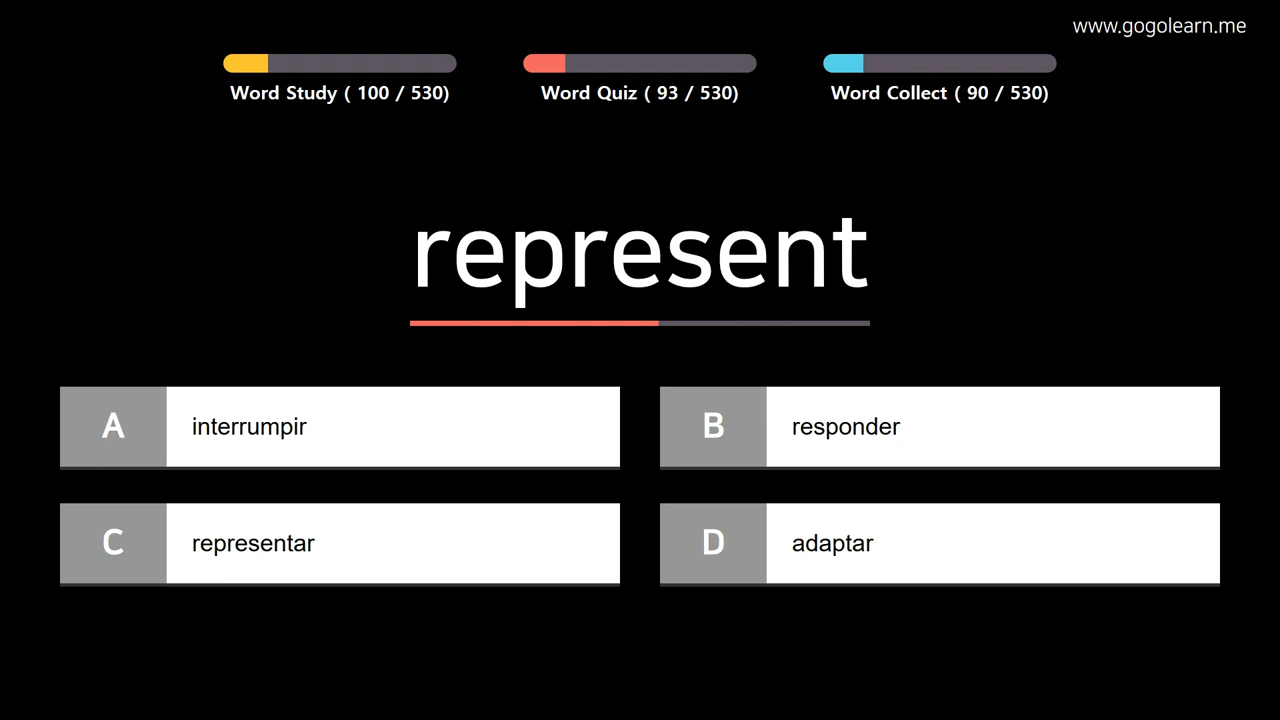 www.gogolearn.me
Word Study ( 100 / 530)
Word Quiz ( 93 / 530)
Word Collect ( 90 / 530)
represent
A interrumpir
B responder
C representar
D adaptar